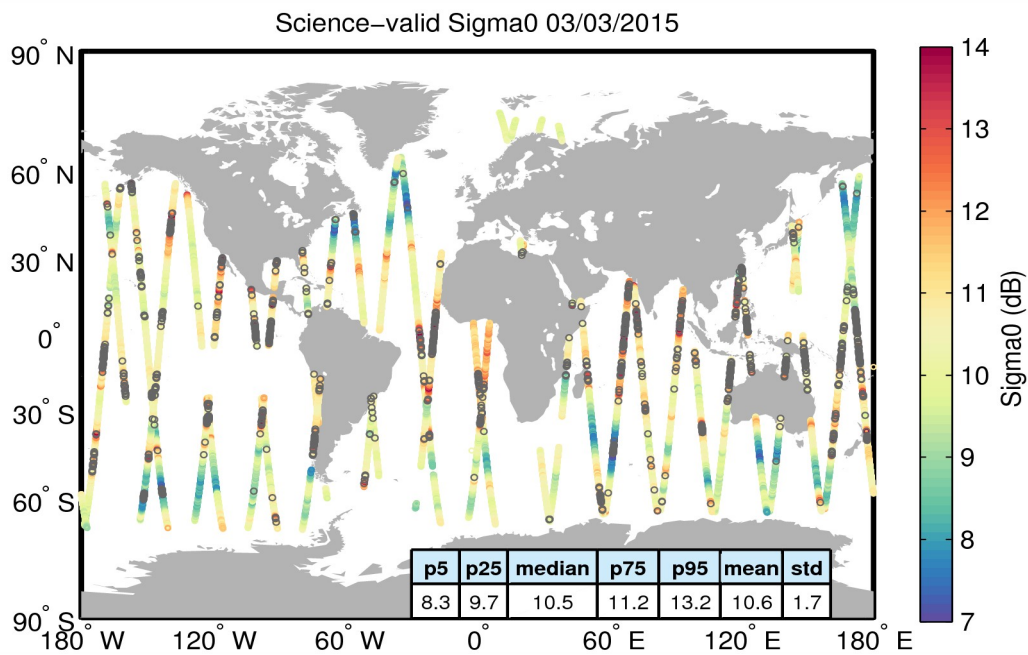 Science−valid Sigma0 03/03/2015
90° N
60° N
30° N
0°
30° S
60° S
90° S
180° W
120° W
60° W
0°
60° E
120° E
180° E
p5 p25 median p75 p95 mean std
8.3 9.7 10.5 11.2 13.2 10.6 1.7
14
13
12
11
10
9
8
7
Sigma0 (dB)